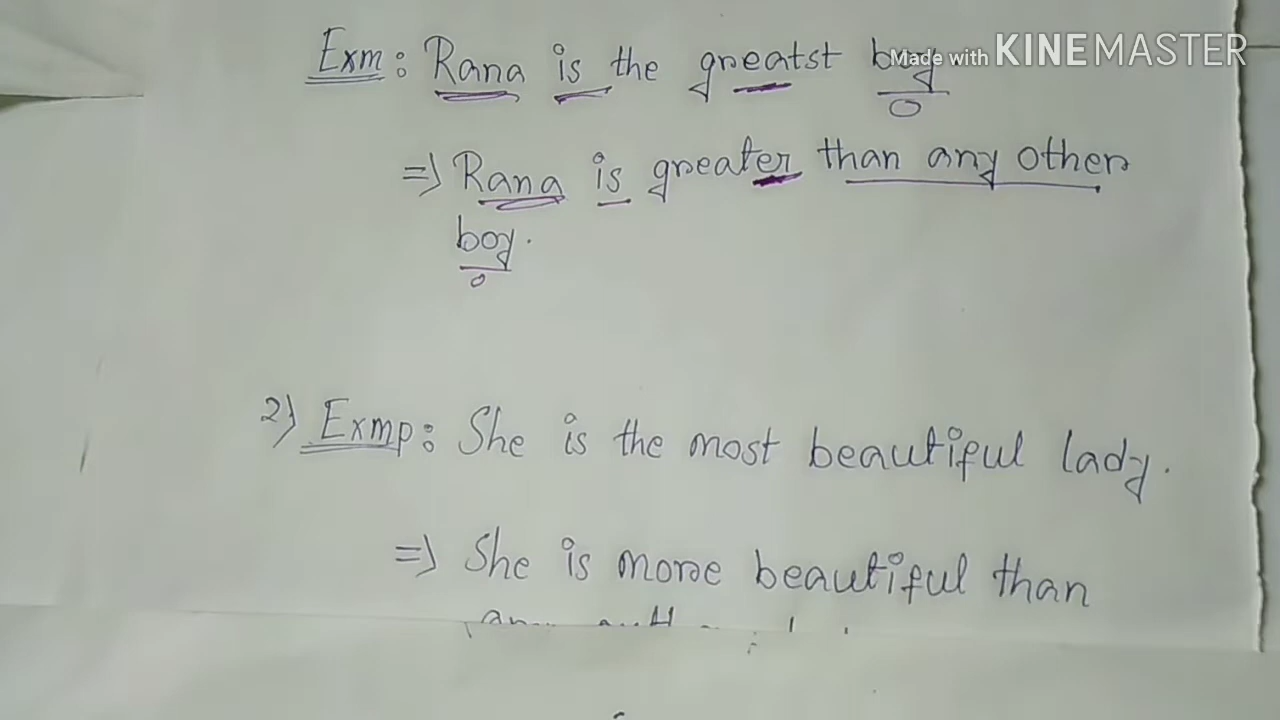 Exm: Rana is the greatst boy.
Made with KINEMASTER
=> Rana is greater than any other
boy.
2) Exmp: She is the most beautiful lady.
=> She is more beautiful than